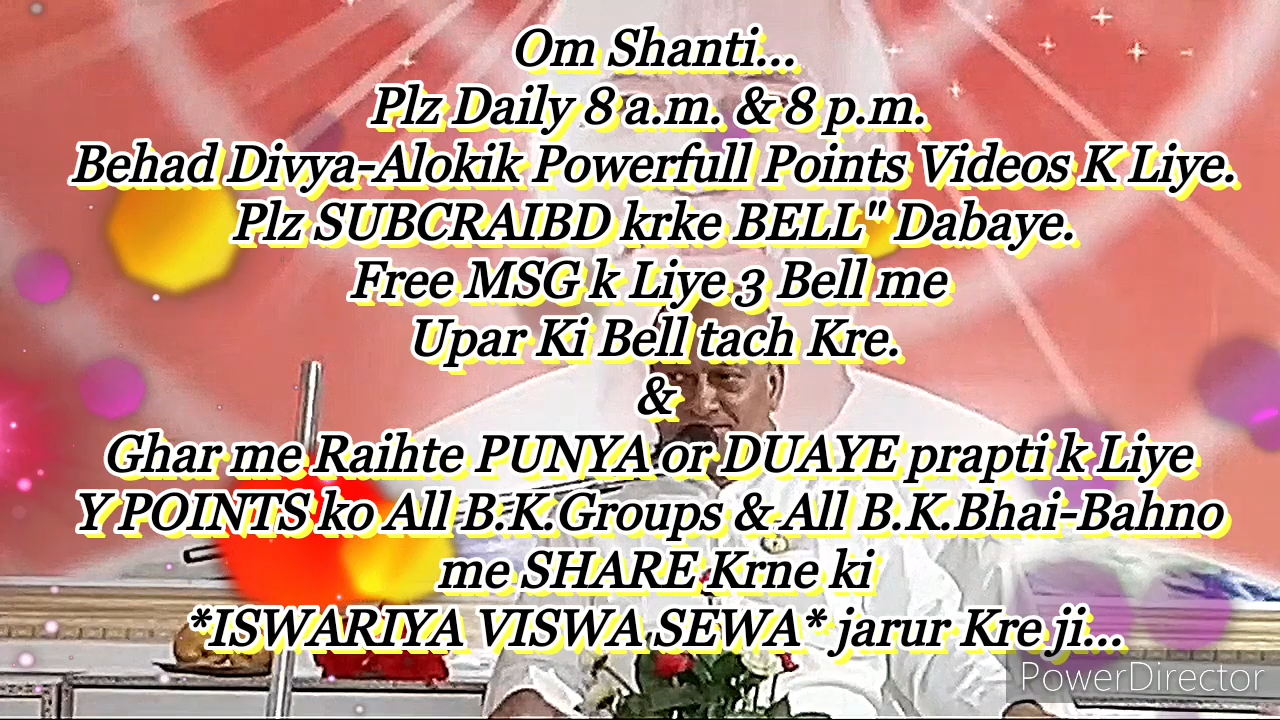 Om Shanti...
Plz Daily 8 a.m. & 8 p.m.
Behad Divya-Alokik Powerfull Points Videos K Liye.
Plz SUBCRAIBD krke BELL" Dabaye.
Free MSG k Liye 3 Bell me
Upar Ki Bell tach Kre.
&
Ghar me Raihte PUNYA or DUAYE prapti k Liye
Y POINTS ko All B.K.Groups & All B.K.Bhai-Bahno
me SHARE Krne ki
*ISWARIYA VISWA SEWA* jarur Kre ji...
PowerDirector